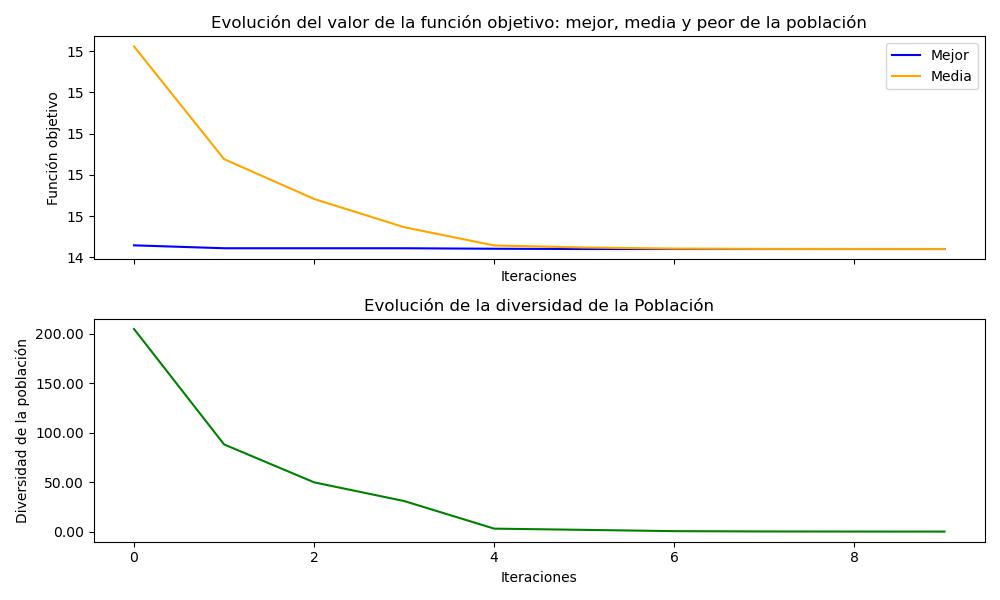 Evolución del valor de la función objetivo: mejor, media y peor de la población
Función objetivo
15
15
15
15
15
14
Mejor
Media
Iteraciones
Evolución de la diversidad de la Población
Diversidad de la población
200.00
150.00
100.00
50.00
0.00
0 2 4 6 8
Iteraciones